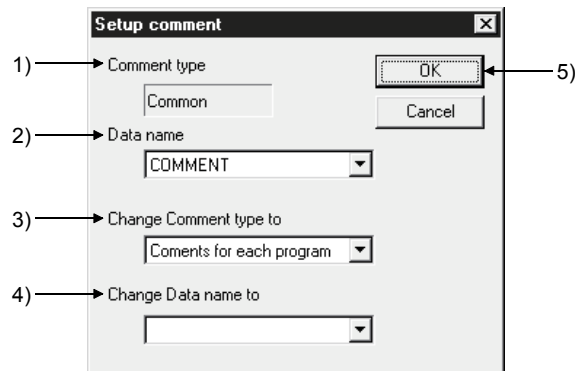 Setup comment
1) Comment type
OK
5)
Common
Cancel
2) Data name
COMMENT
3) Change Comment type to
Coments for each program
4) Change Data name to